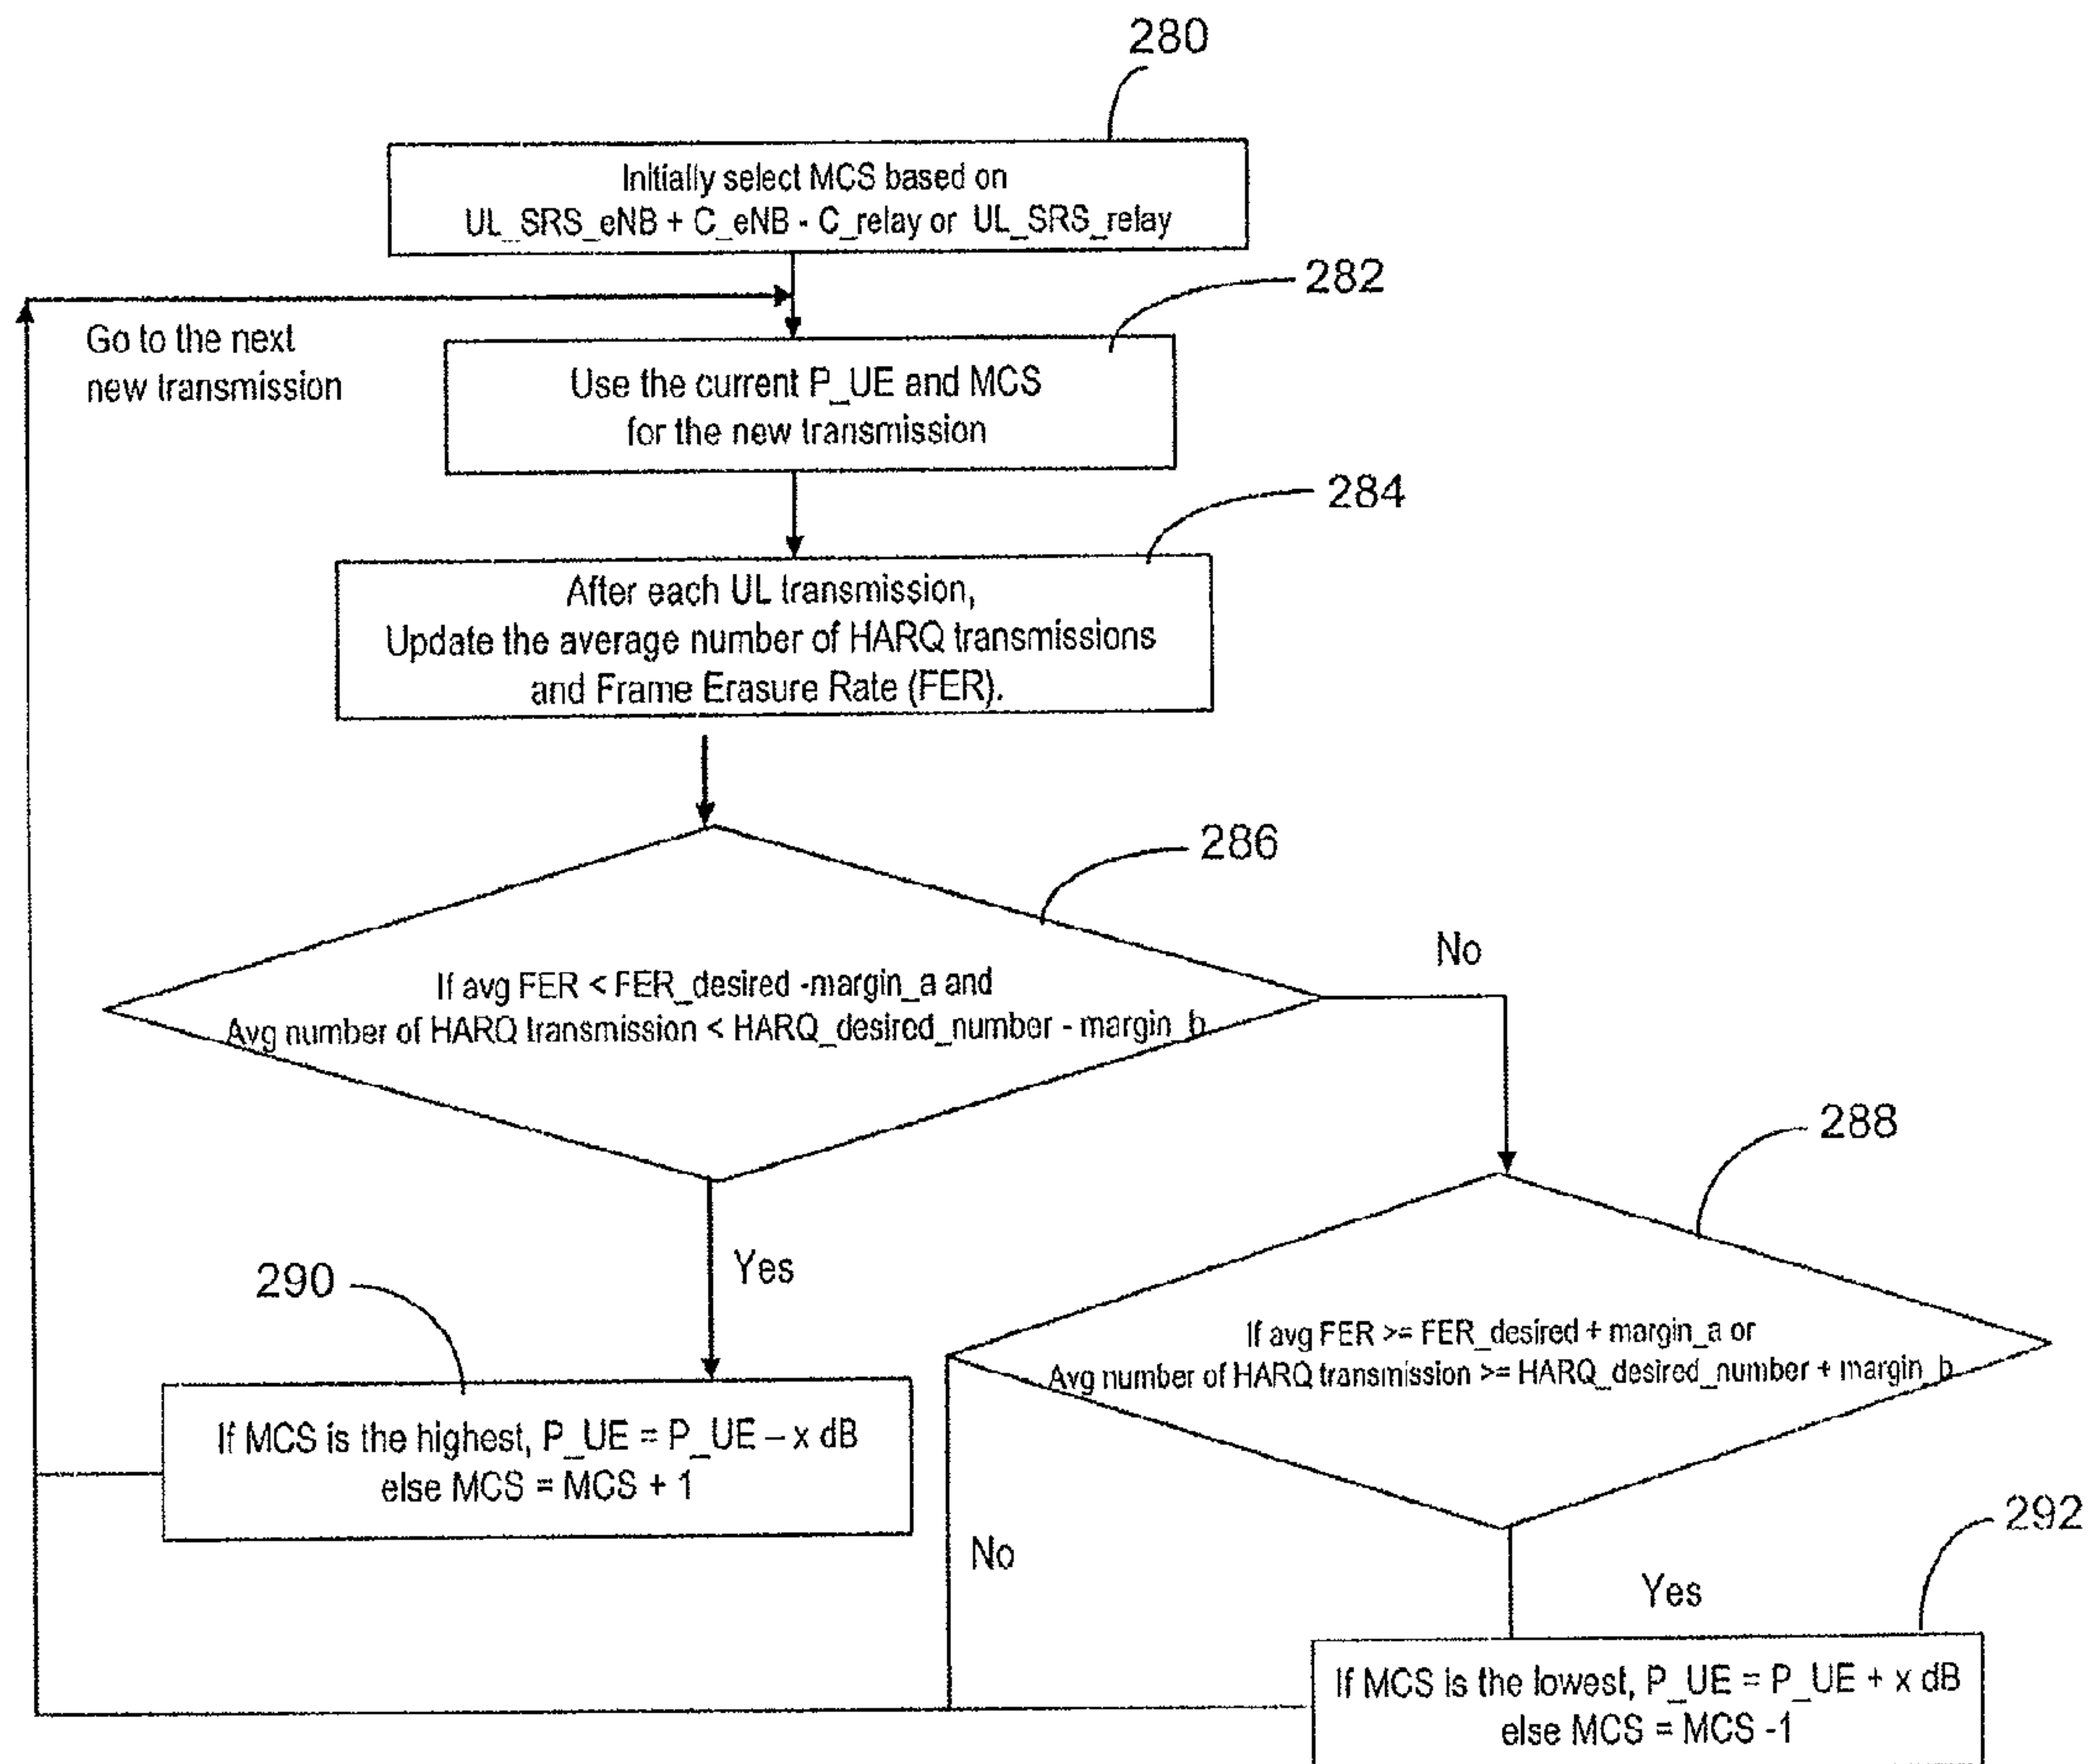 280
Initially select MCS based on
UL_SRS_eNB + C_eNB - C_relay or UL_SRS_relay
282
Go to the next
new transmission
Use the current P_UE and MCS
for the new transmission
284
After each UL transmission,
Update the average number of HARQ transmissions
and Frame Erasure Rate (FER).
286
No
If avg FER < FER_desired -margin_a and
Avg number of HARQ transmission < HARQ_desired_number - margin_b
288
Yes
290
If avg FER >= FER_desired + margin_a or
Avg number of HARQ transmission >= HARQ_desired_number + margin_b
If MCS is the highest, P_UE = P_UE – x dB
else MCS = MCS + 1
292
No
Yes
If MCS is the lowest, P_UE = P_UE + x dB
else MCS = MCS -1